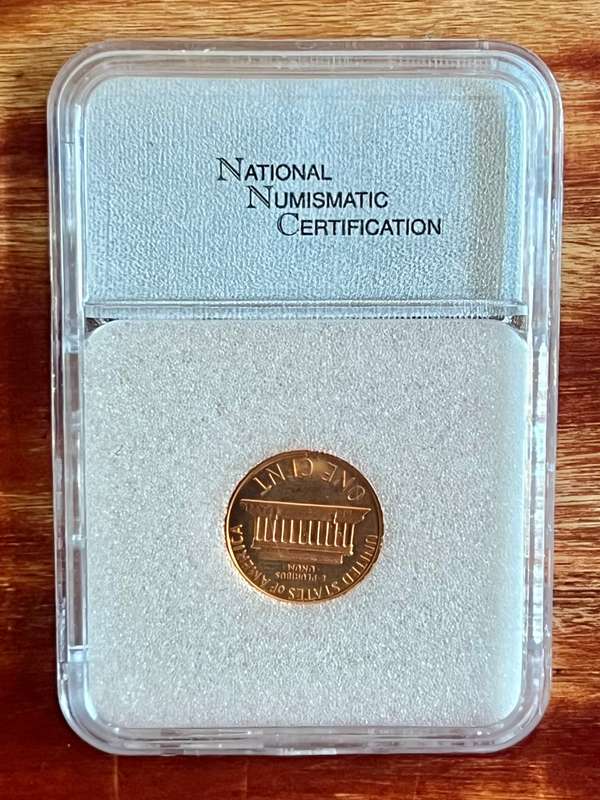 NATIONAL
NUMISMATIC
CERTIFICATION
UNITED STATES OF AMERICA
E PLURIBUS
UNUM
ONE CENT